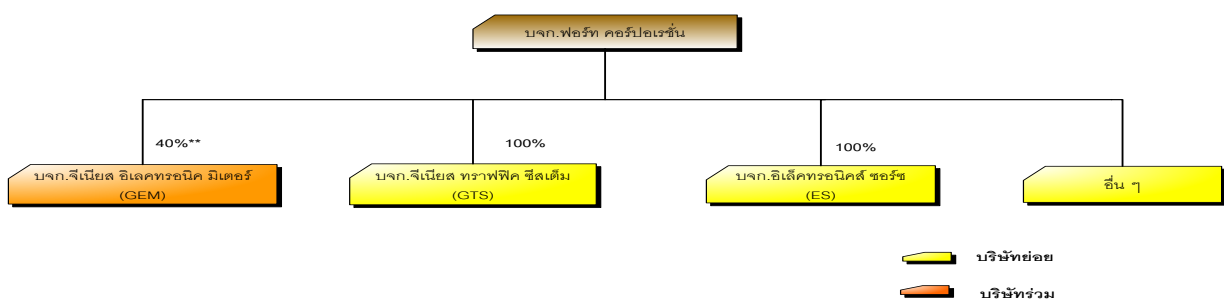 บจก.ฟอร์ท คอร์ปอเรชั่น
40%**
100%
100%
บจก.จีเนียส อิเลคทรอนิค มิเตอร์
(GEM)
บจก.จีเนียส ทราฟฟิค ซีสเต็ม
(GTS)
บจก.อิเล็คทรอนิคส์ ซอร์ซ
(ES)
อื่น ๆ
บริษัทย่อย
บริษัทร่วม